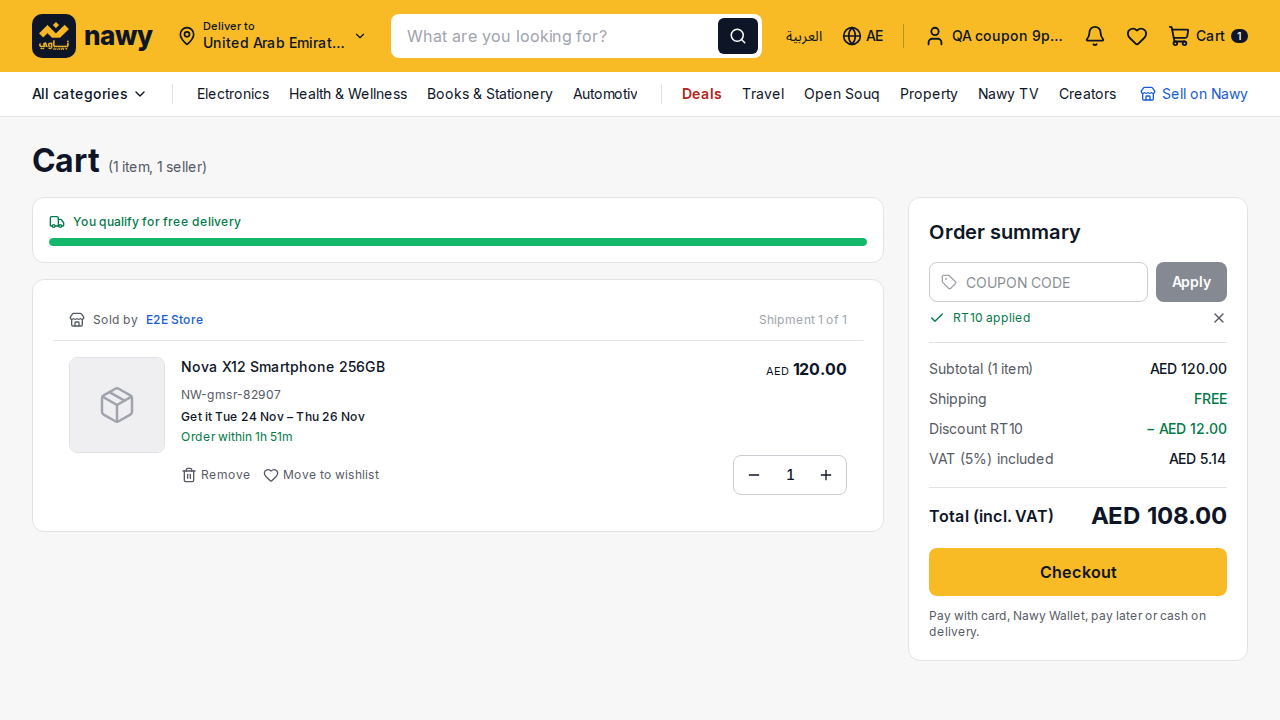 ناوي
NAWY
nawy
Deliver to
United Arab Emirat...
What are you looking for?
العربية
AE
QA coupon 9p...
Cart 1
All categories
Electronics
Health & Wellness
Books & Stationery
Automotiv
Deals
Travel
Open Souq
Property
Nawy TV
Creators
Sell on Nawy
Cart (1 item, 1 seller)
You qualify for free delivery
Sold by E2E Store
Shipment 1 of 1
Nova X12 Smartphone 256GB
AED 120.00
NW-gmsr-82907
Get it Tue 24 Nov – Thu 26 Nov
Order within 1h 51m
Remove
Move to wishlist
− 1 +
Order summary
COUPON CODE
Apply
RT10 applied
Subtotal (1 item) AED 120.00
Shipping FREE
Discount RT10 − AED 12.00
VAT (5%) included AED 5.14
Total (incl. VAT) AED 108.00
Checkout
Pay with card, Nawy Wallet, pay later or cash on
delivery.